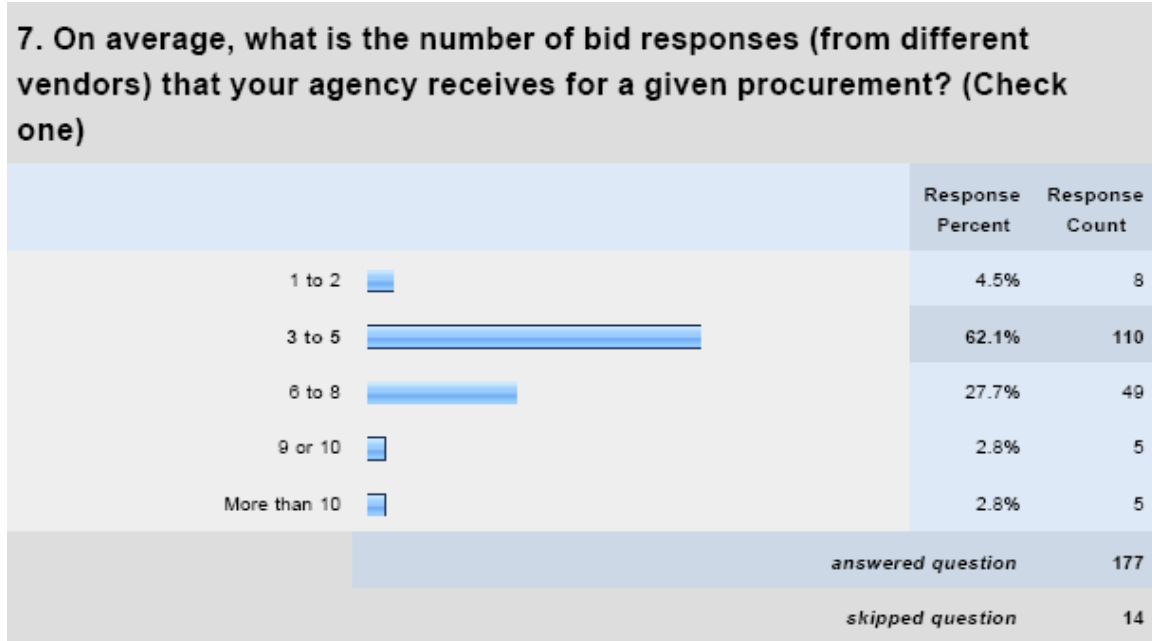 7. On average, what is the number of bid responses (from different
vendors) that your agency receives for a given procurement? (Check
one)
Response Percent Response Count
1 to 2 4.5% 8
3 to 5 62.1% 110
6 to 8 27.7% 49
9 or 10 2.8% 5
More than 10 2.8% 5
answered question 177
skipped question 14